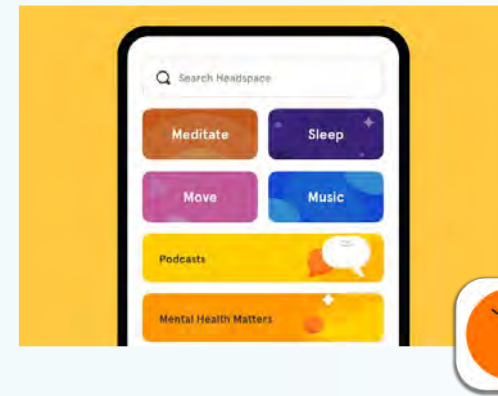 Search Headspace
Meditate
Sleep
Move
Music
Podcasts
Mental Health Matters